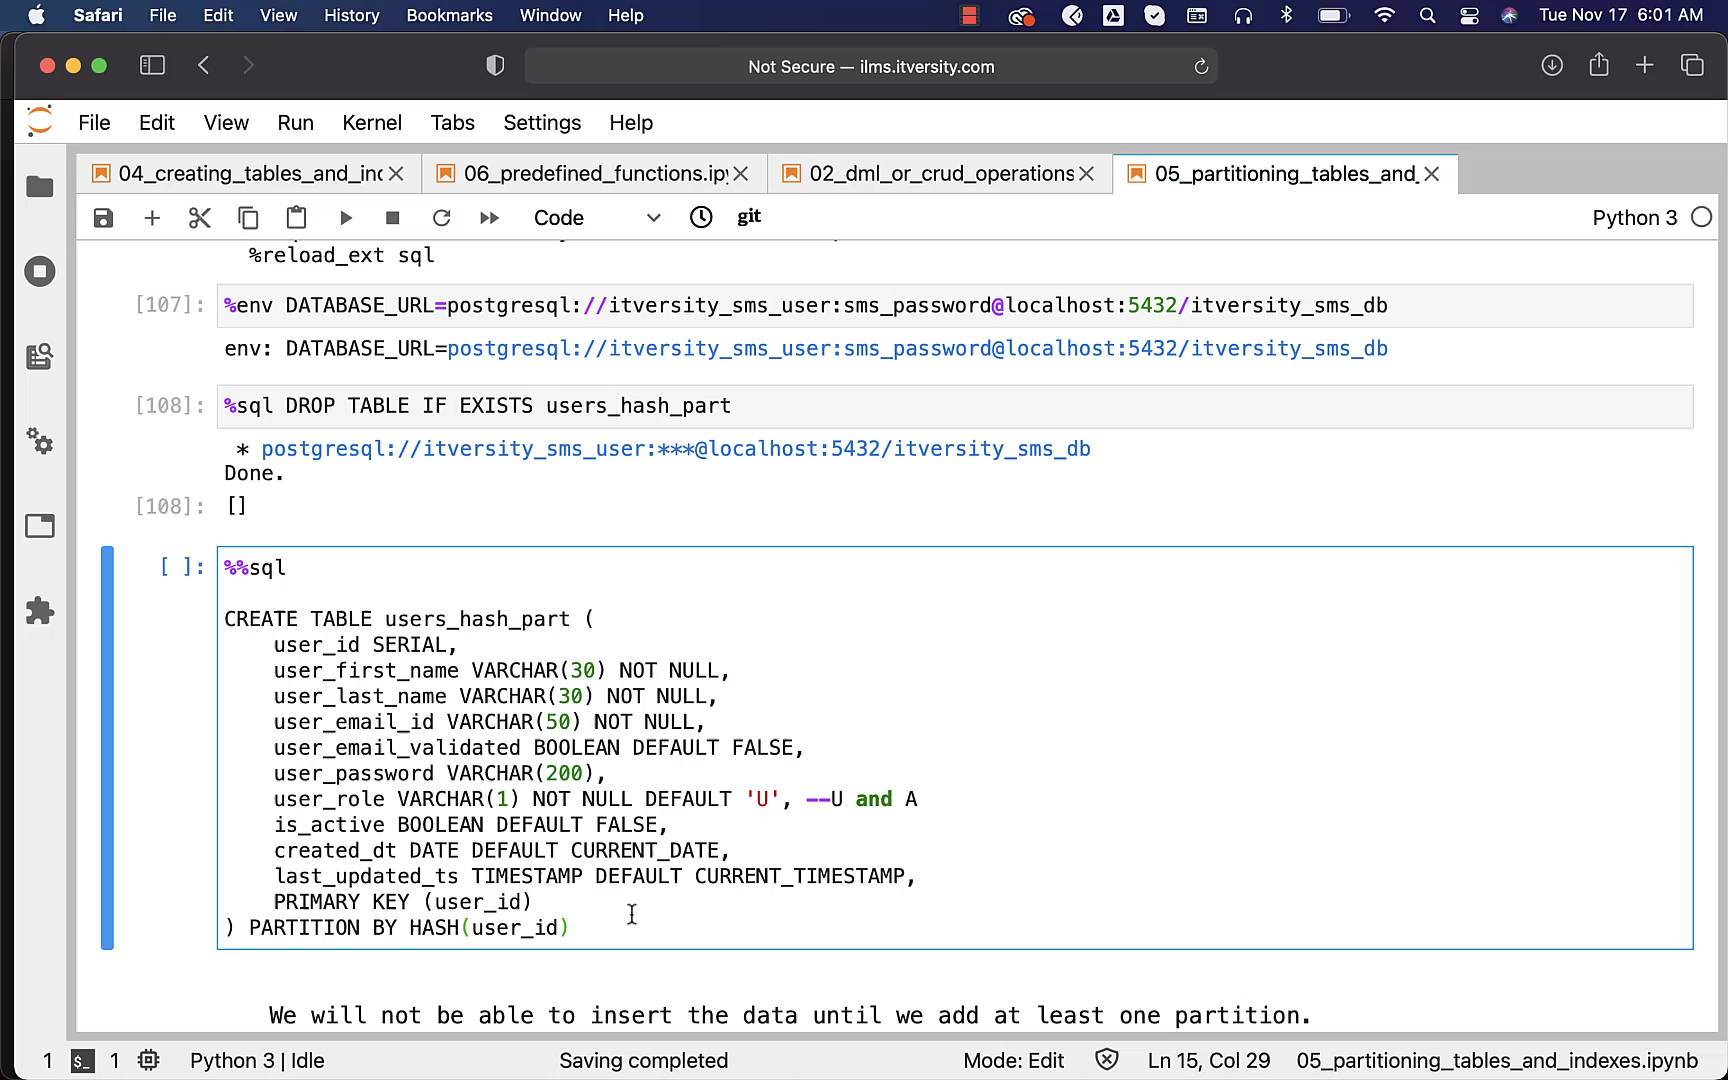 Safari File Edit View History Bookmarks Window Help Tue Nov 17 6:01 AM
Not Secure — ilms.itversity.com
File Edit View Run Kernel Tabs Settings Help
04_creating_tables_and_in 06_predefined_functions.ip 02_dml_or_crud_operations 05_partitioning_tables_and_
Code git Python 3
%reload_ext sql
[107]: %env DATABASE_URL=postgresql://itversity_sms_user:sms_password@localhost:5432/itversity_sms_db
env: DATABASE_URL=postgresql://itversity_sms_user:sms_password@localhost:5432/itversity_sms_db
[108]: %sql DROP TABLE IF EXISTS users_hash_part
* postgresql://itversity_sms_user:***@localhost:5432/itversity_sms_db
Done.
[108]: []
[ ]: %%sql
CREATE TABLE users_hash_part (
user_id SERIAL,
user_first_name VARCHAR(30) NOT NULL,
user_last_name VARCHAR(30) NOT NULL,
user_email_id VARCHAR(50) NOT NULL,
user_email_validated BOOLEAN DEFAULT FALSE,
user_password VARCHAR(200),
user_role VARCHAR(1) NOT NULL DEFAULT 'U', --U and A
is_active BOOLEAN DEFAULT FALSE,
created_dt DATE DEFAULT CURRENT_DATE,
last_updated_ts TIMESTAMP DEFAULT CURRENT_TIMESTAMP,
PRIMARY KEY (user_id)
) PARTITION BY HASH(user_id)
We will not be able to insert the data until we add at least one partition.
1 $_ 1 Python 3 | Idle Saving completed Mode: Edit Ln 15, Col 29 05_partitioning_tables_and_indexes.ipynb